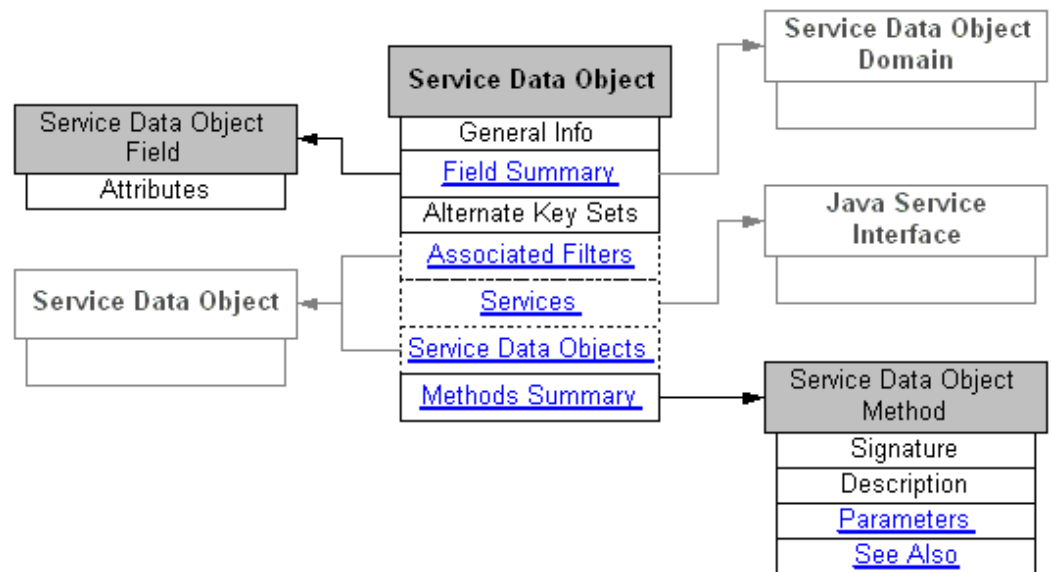 Service Data Object
Domain
Service Data Object
General Info
Field Summary
Alternate Key Sets
Associated Filters
Services
Service Data Objects
Methods Summary
Service Data Object
Field
Attributes
Java Service
Interface
Service Data Object
Service Data Object
Method
Signature
Description
Parameters
See Also